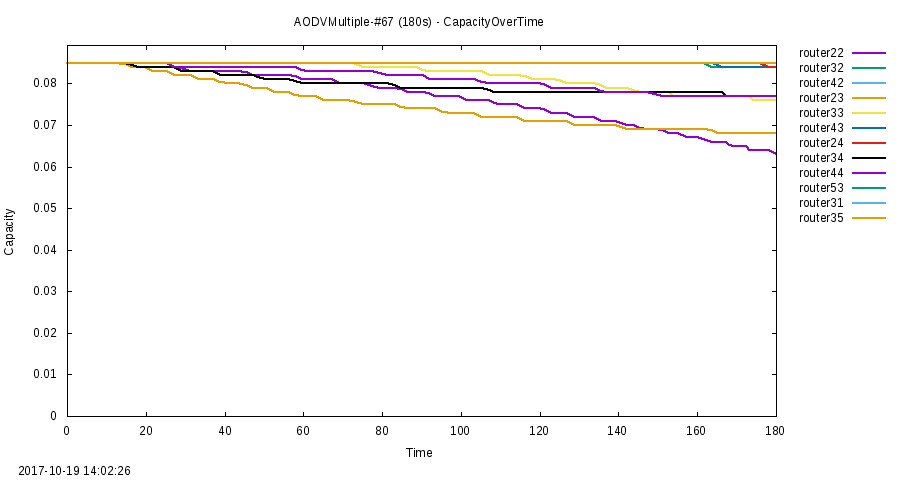 AODVMultiple-#67 (180s) - CapacityOverTime
router22
router32
router42
router23
router33
router43
router24
router34
router44
router53
router31
router35
0.08
0.07
0.06
0.05
0.04
0.03
0.02
0.01
0
Capacity
0 20 40 60 80 100 120 140 160 180
Time
2017-10-19 14:02:26